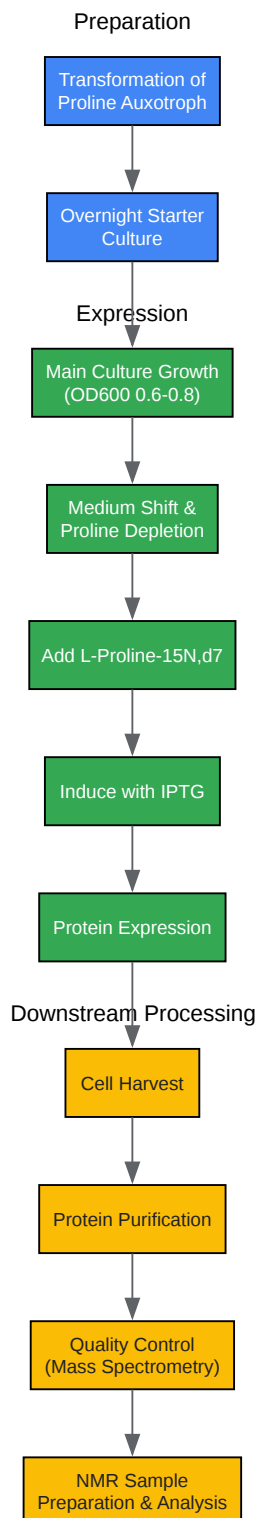 Preparation
Transformation of
Proline Auxotroph
Overnight Starter
Culture
Expression
Main Culture Growth
(OD600 0.6-0.8)
Medium Shift &
Proline Depletion
Add L-Proline-15N,d7
Induce with IPTG
Protein Expression
Downstream Processing
Cell Harvest
Protein Purification
Quality Control
(Mass Spectrometry)
NMR Sample
Preparation & Analysis